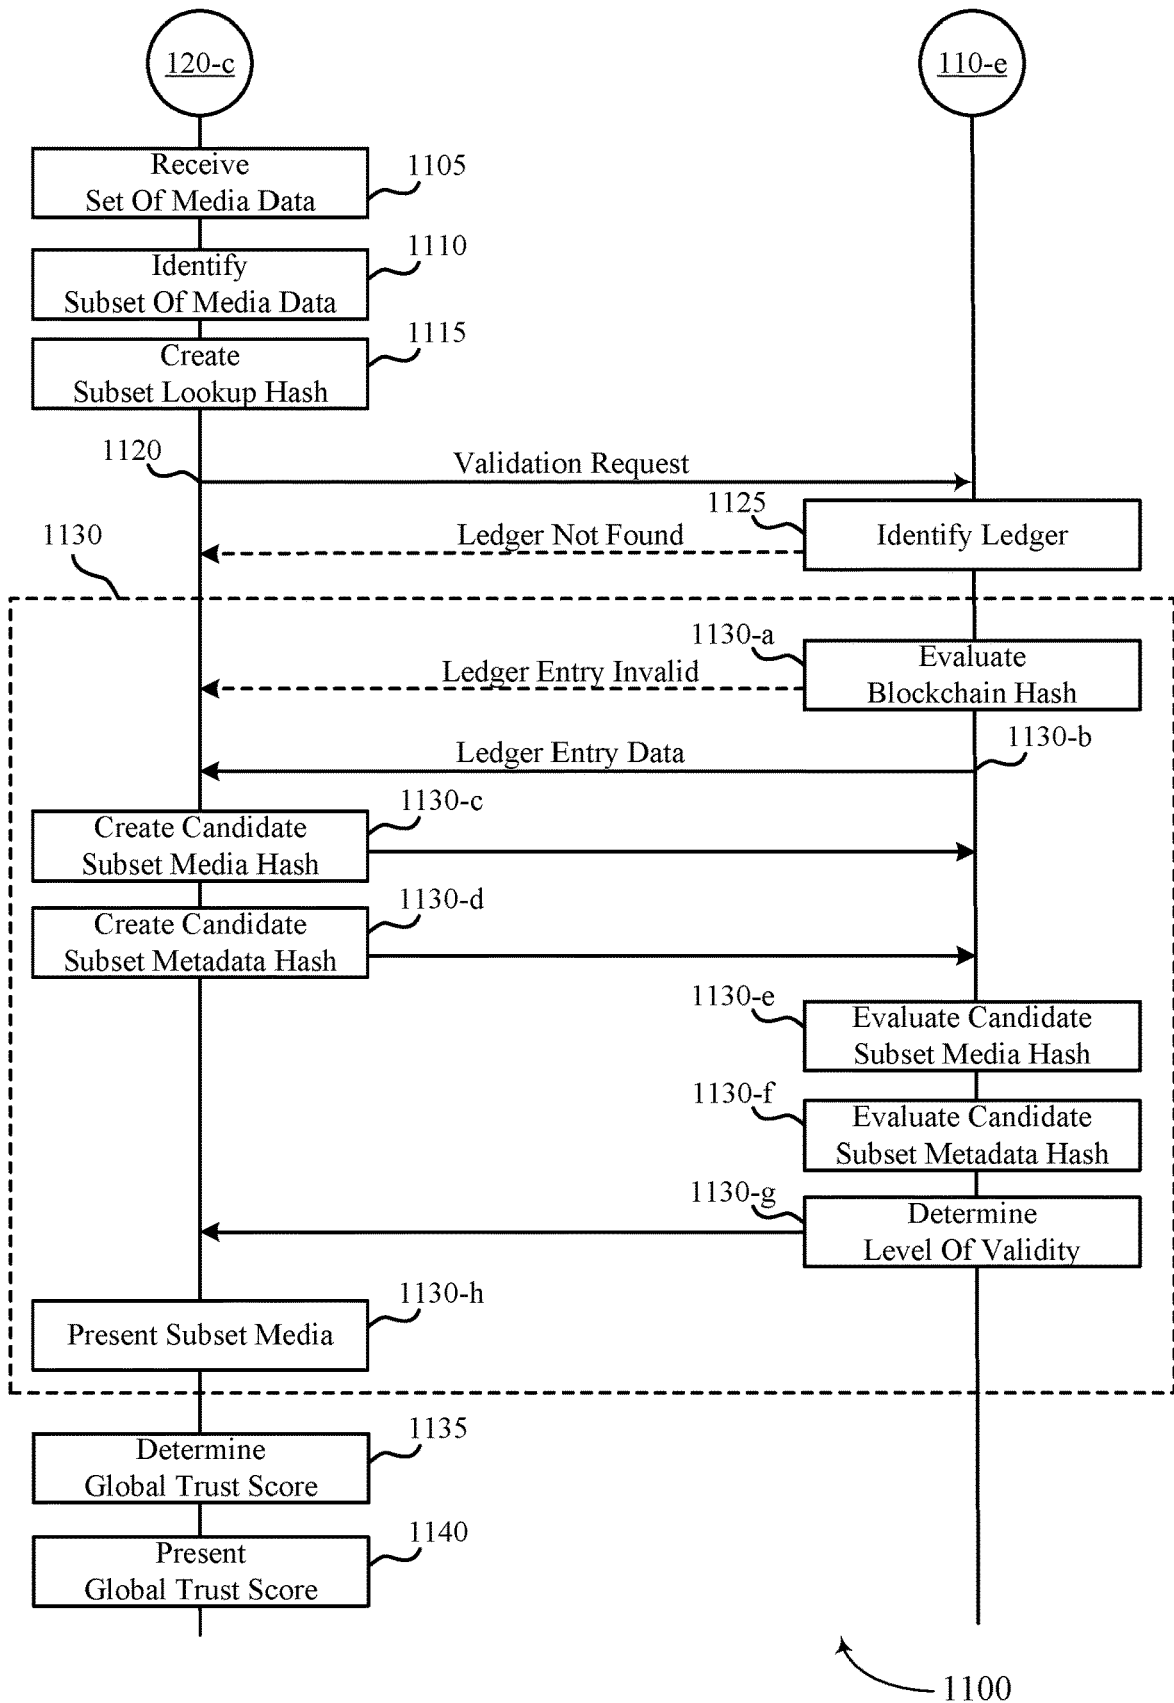 120-c
110-e
Receive
Set Of Media Data
1105
Identify
Subset Of Media Data
1110
Create
Subset Lookup Hash
1115
1120
Validation Request
1125
Identify Ledger
Ledger Not Found
1130
1130-a
Evaluate
Blockchain Hash
Ledger Entry Invalid
1130-b
Ledger Entry Data
1130-c
Create Candidate
Subset Media Hash
1130-d
Create Candidate
Subset Metadata Hash
1130-e
Evaluate Candidate
Subset Media Hash
1130-f
Evaluate Candidate
Subset Metadata Hash
1130-g
Determine
Level Of Validity
1130-h
Present Subset Media
1135
Determine
Global Trust Score
1140
Present
Global Trust Score
1100